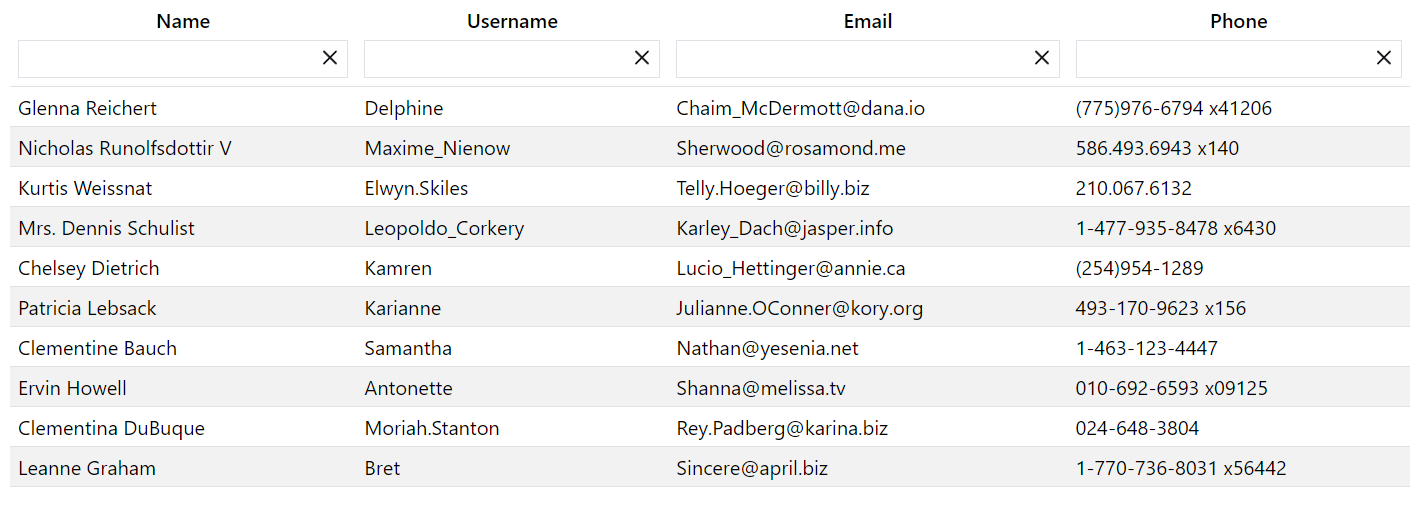 Name Username Email Phone
Glenna Reichert Delphine Chaim_McDermott@dana.io (775)976-6794 x41206
Nicholas Runolfsdottir V Maxime_Nienow Sherwood@rosamond.me 586.493.6943 x140
Kurtis Weissnat Elwyn.Skiles Telly.Hoeger@billy.biz 210.067.6132
Mrs. Dennis Schulist Leopoldo_Corkery Karley_Dach@jasper.info 1-477-935-8478 x6430
Chelsey Dietrich Kamren Lucio_Hettinger@annie.ca (254)954-1289
Patricia Lebsack Karianne Julianne.OConner@kory.org 493-170-9623 x156
Clementine Bauch Samantha Nathan@yesenia.net 1-463-123-4447
Ervin Howell Antonette Shanna@melissa.tv 010-692-6593 x09125
Clementina DuBuque Moriah.Stanton Rey.Padberg@karina.biz 024-648-3804
Leanne Graham Bret Sincere@april.biz 1-770-736-8031 x56442